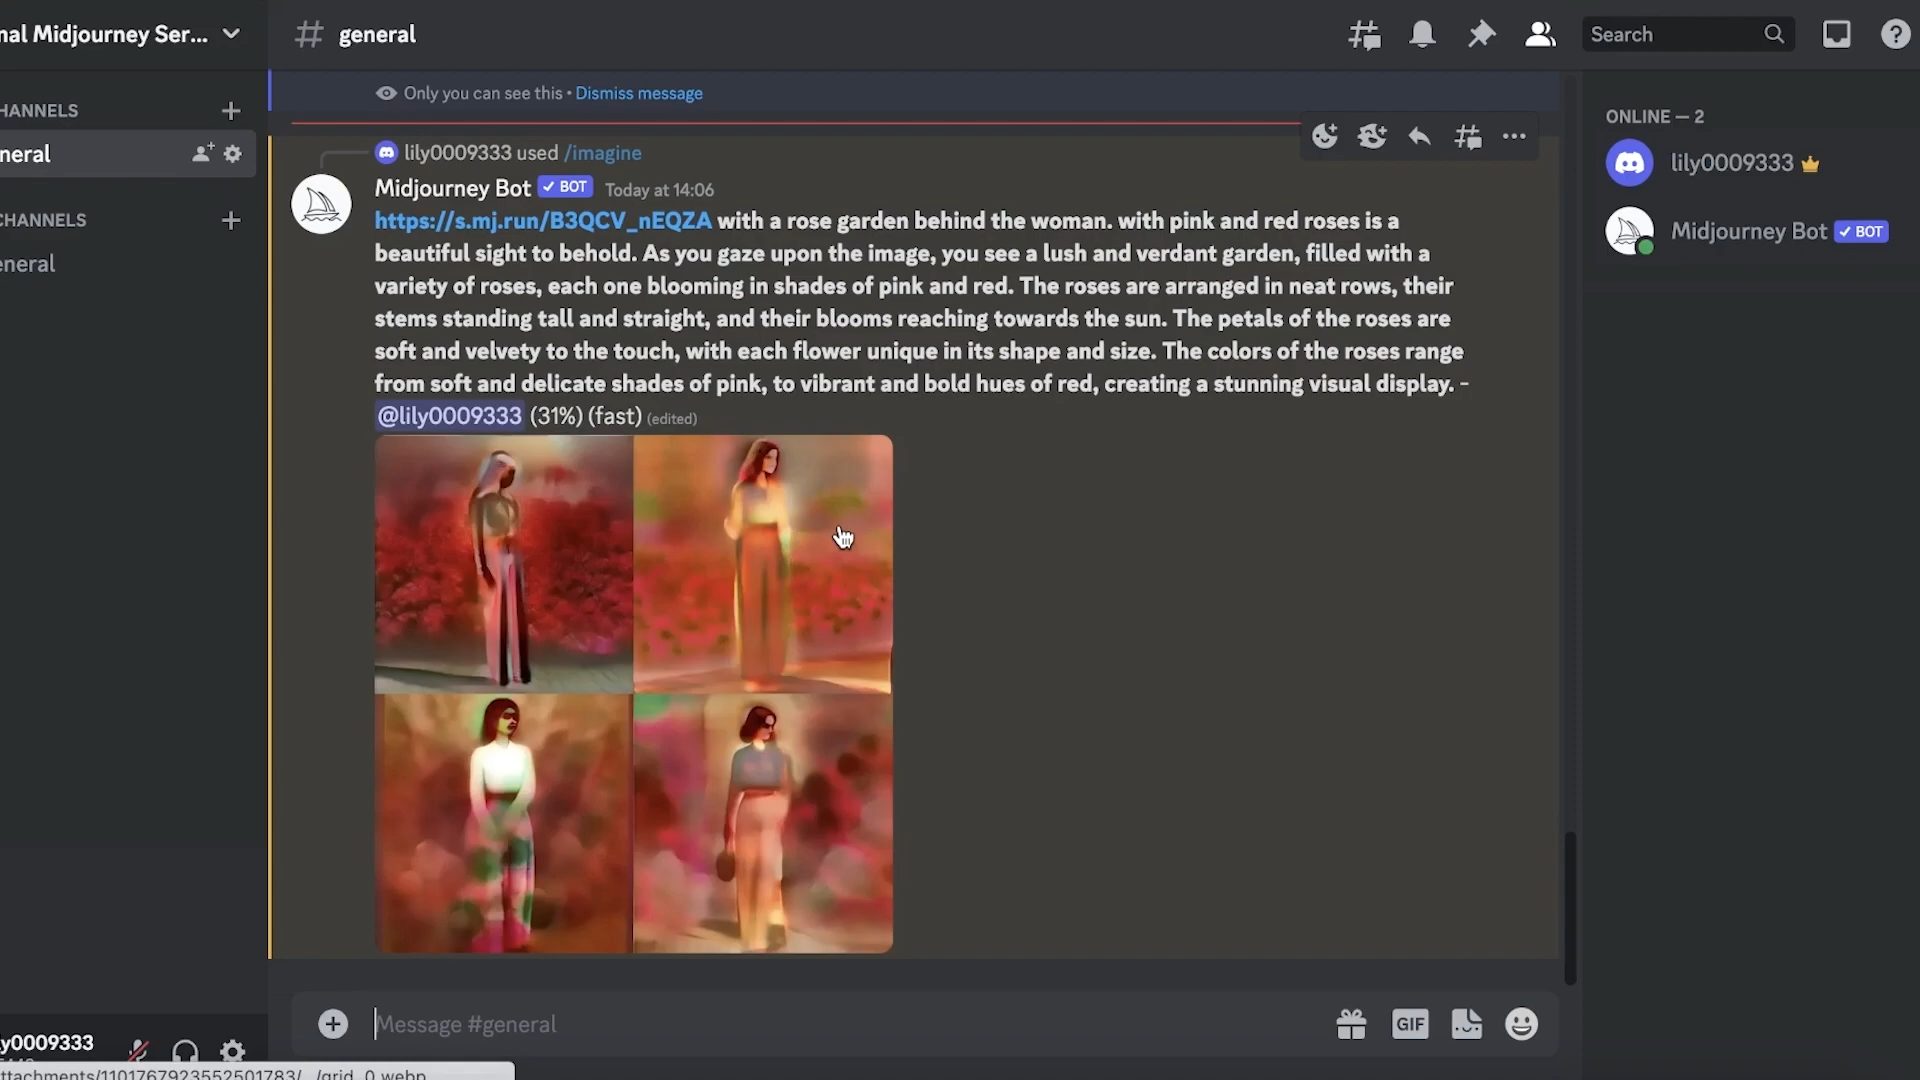 nal Midjourney Ser...
# general
Search
HANNELS
neral
CHANNELS
eneral
Only you can see this • Dismiss message
lily0009333 used /imagine
Midjourney Bot ✓ BOT Today at 14:06
https://s.mj.run/B3QCV_nEQZA with a rose garden behind the woman. with pink and red roses is a
beautiful sight to behold. As you gaze upon the image, you see a lush and verdant garden, filled with a
variety of roses, each one blooming in shades of pink and red. The roses are arranged in neat rows, their
stems standing tall and straight, and their blooms reaching towards the sun. The petals of the roses are
soft and velvety to the touch, with each flower unique in its shape and size. The colors of the roses range
from soft and delicate shades of pink, to vibrant and bold hues of red, creating a stunning visual display. -
@lily0009333 (31%) (fast) (edited)
Message #general
GIF
ONLINE — 2
lily0009333
Midjourney Bot ✓ BOT
y0009333
ttachments/1101767923552501783/.../grid_0.webp